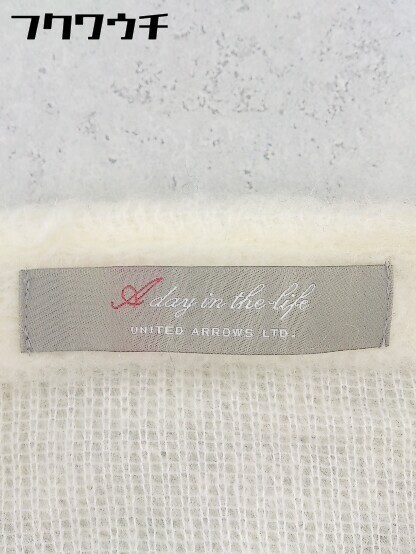 フクワウチ
A day in the life
UNITED ARROWS LTD.